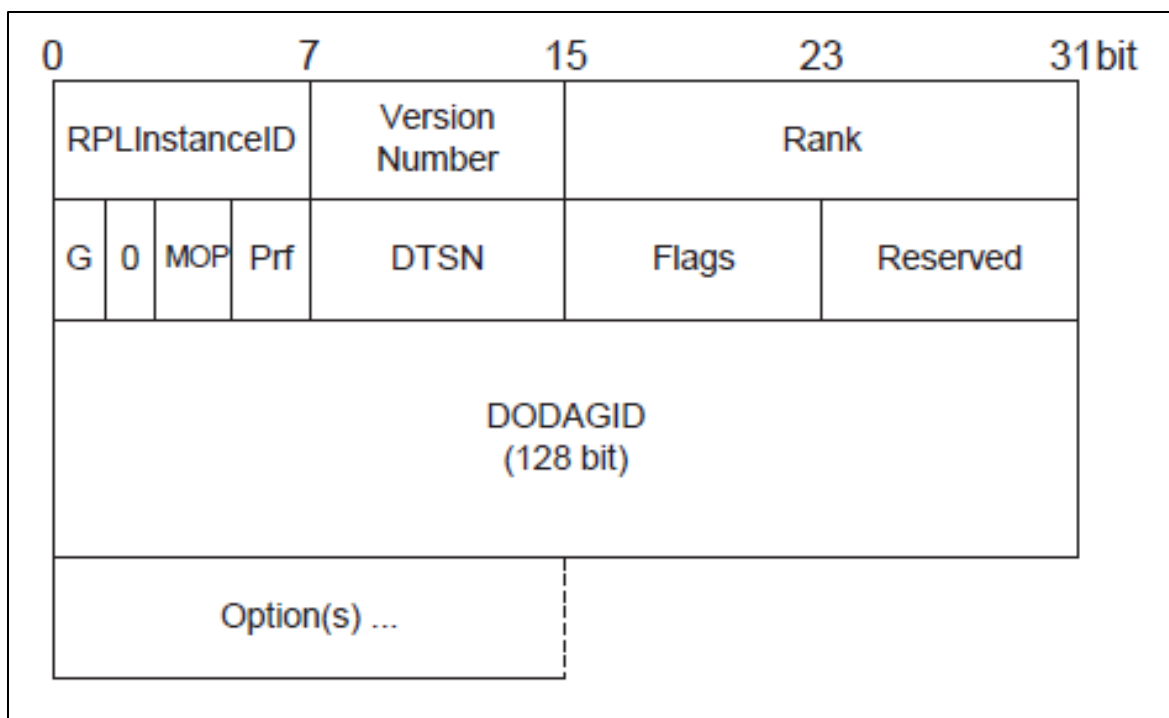 0 7 15 23 31bit
RPLInstanceID
Version
Number
Rank
G 0 MOP Prf DTSN Flags Reserved
DODAGID
(128 bit)
Option(s) ...